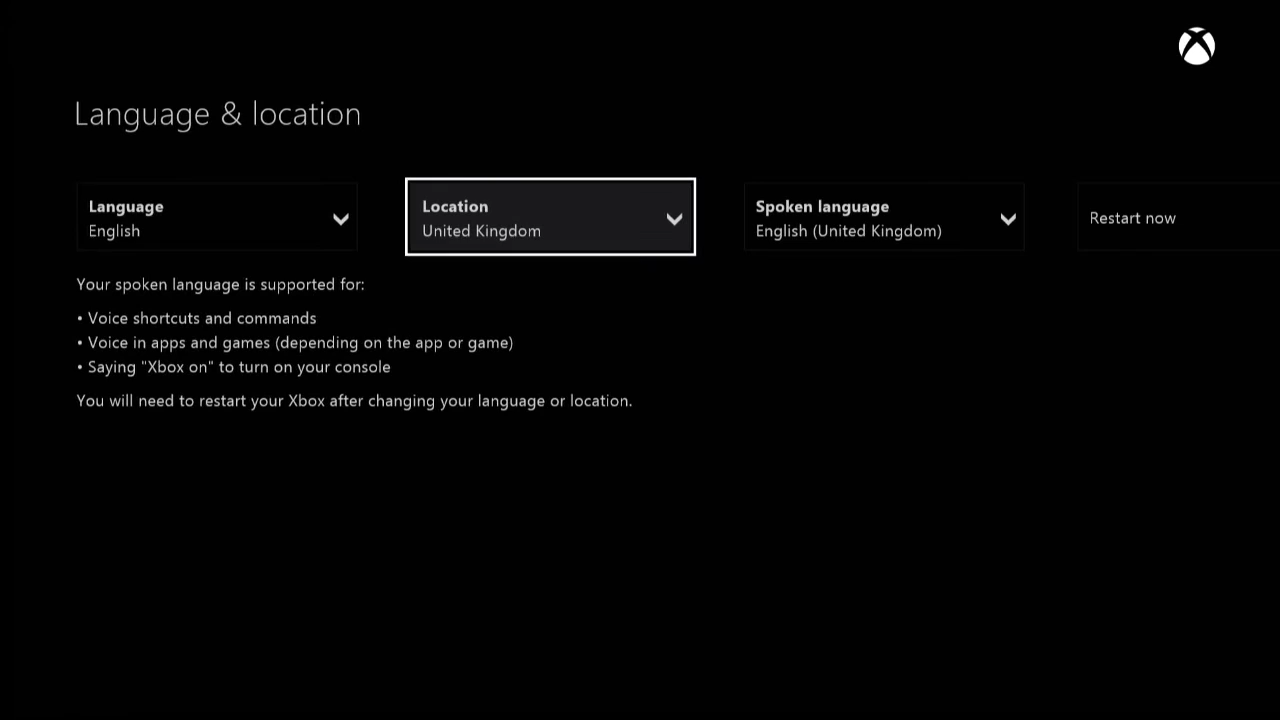 Language & location
Language
English
Location
United Kingdom
Spoken language
English (United Kingdom)
Restart now
Your spoken language is supported for:
• Voice shortcuts and commands
• Voice in apps and games (depending on the app or game)
• Saying "Xbox on" to turn on your console
You will need to restart your Xbox after changing your language or location.